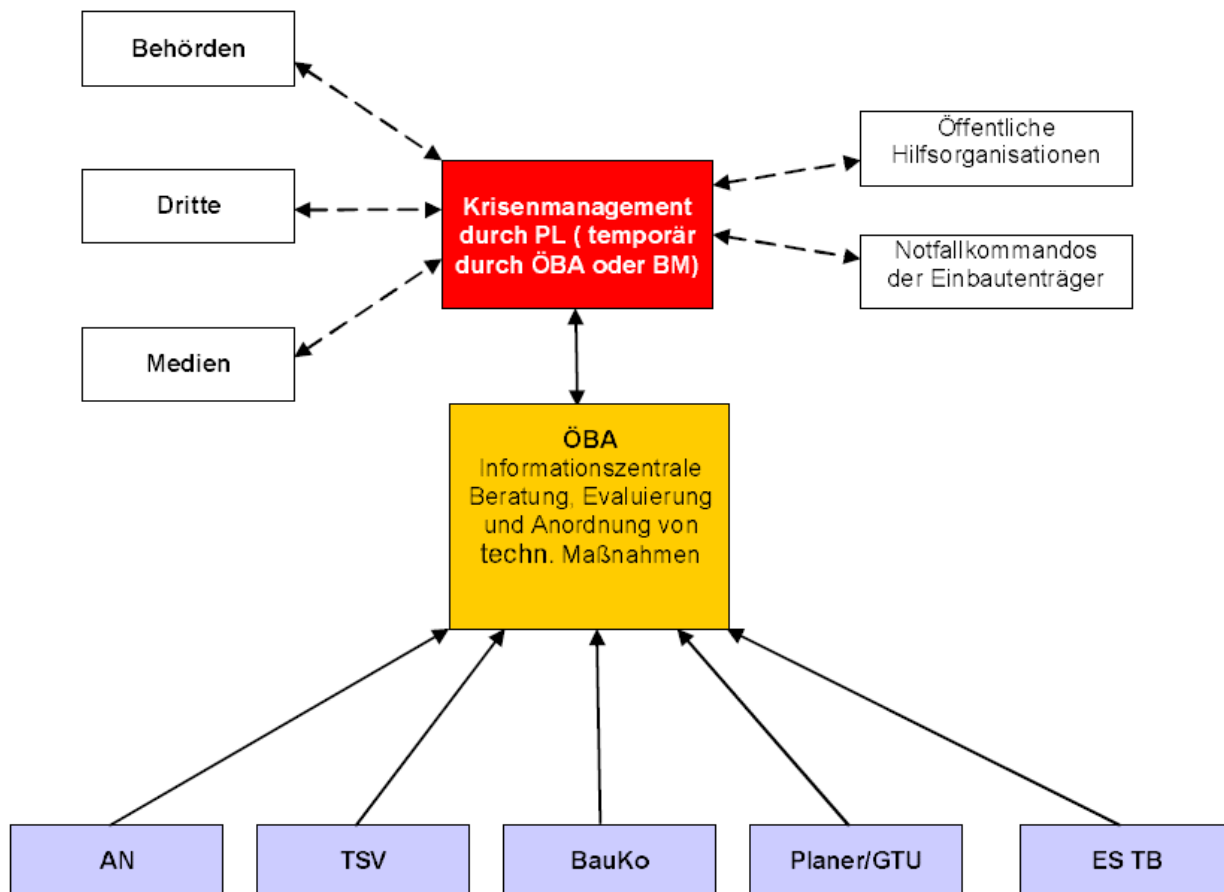 Behörden
Dritte
Medien
Krisenmanagement
durch PL ( temporär
durch ÖBA oder BM)
Öffentliche
Hilfsorganisationen
Notfallkommandos
der Einbautenträger
ÖBA
Informationszentrale
Beratung, Evaluierung
und Anordnung von
techn. Maßnahmen
AN
TSV
BauKo
Planer/GTU
ES TB